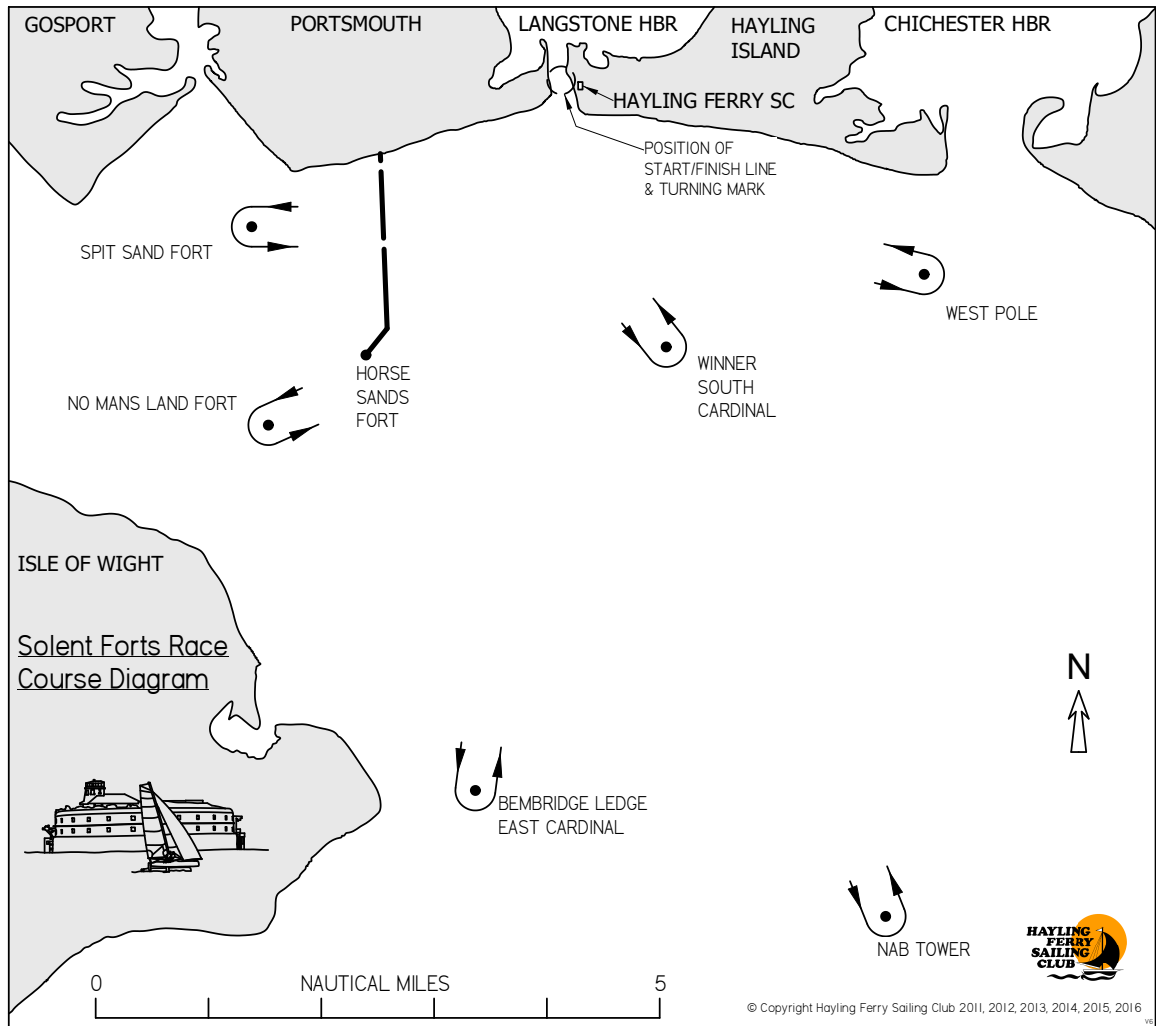 GOSPORT
PORTSMOUTH
LANGSTONE HBR
HAYLING
ISLAND
CHICHESTER HBR
HAYLING FERRY SC
POSITION OF
START/FINISH LINE
& TURNING MARK
SPIT SAND FORT
WEST POLE
HORSE
SANDS
FORT
WINNER
SOUTH
CARDINAL
NO MANS LAND FORT
ISLE OF WIGHT
Solent Forts Race
Course Diagram
N
BEMBRIDGE LEDGE
EAST CARDINAL
NAB TOWER
HAYLING
FERRY
SAILING
CLUB
0
NAUTICAL MILES
5
© Copyright Hayling Ferry Sailing Club 2011, 2012, 2013, 2014, 2015, 2016
V6